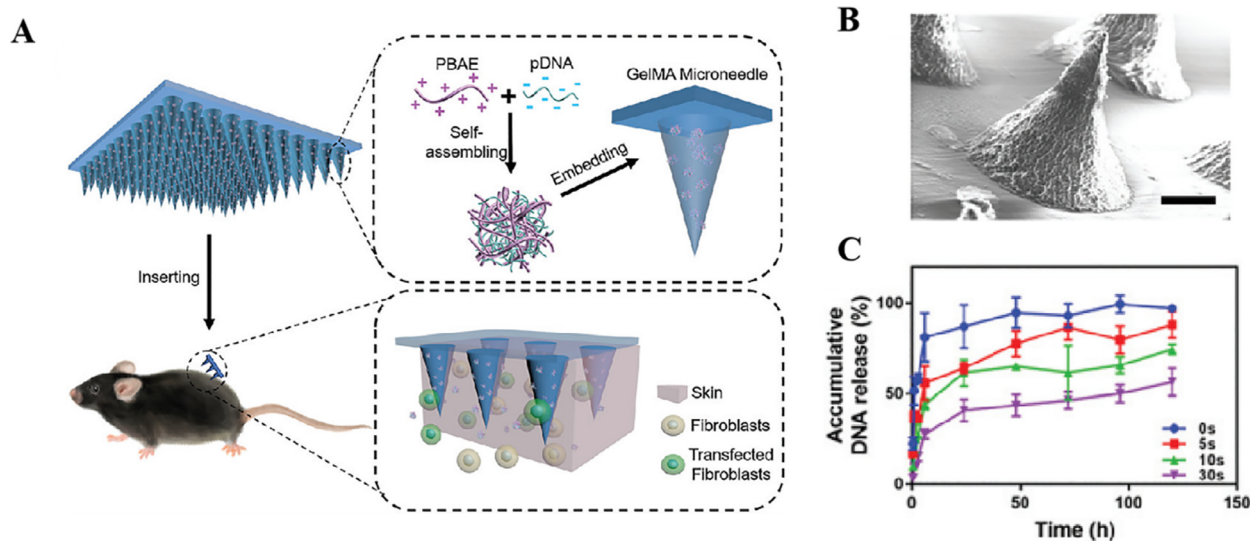 A
PBAE
pDNA
+
Self-
assembling
Embedding
GelMA Microneedle
Inserting
Skin
Fibroblasts
Transfected
Fibroblasts
B
C
Accumulative
DNA release (%)
100
50
0
0
50
100
150
Time (h)
0s
5s
10s
30s